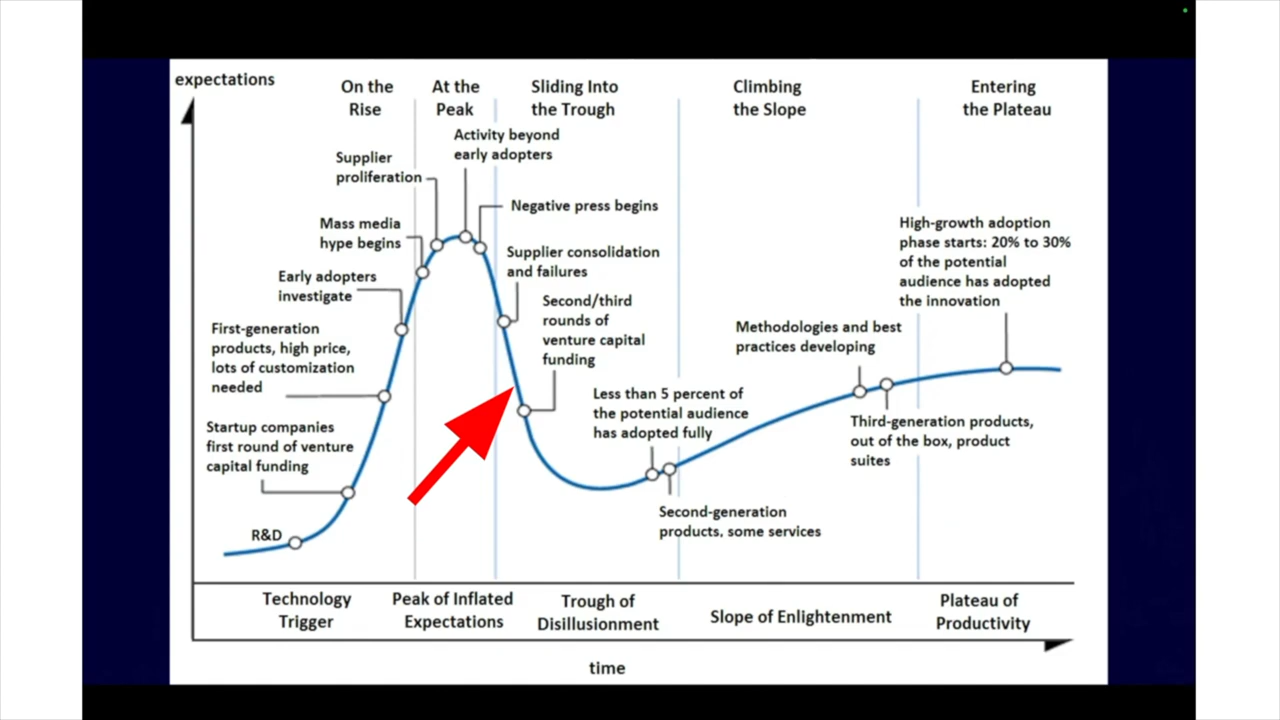 expectations
On the
Rise
At the
Peak
Sliding Into
the Trough
Climbing
the Slope
Entering
the Plateau
Activity beyond
early adopters
Supplier
proliferation
Negative press begins
Mass media
hype begins
Supplier consolidation
and failures
High-growth adoption
phase starts: 20% to 30%
of the potential
audience has adopted
the innovation
Early adopters
investigate
Second/third
rounds of
venture capital
funding
First-generation
products, high price,
lots of customization
needed
Methodologies and best
practices developing
Less than 5 percent of
the potential audience
has adopted fully
Startup companies
first round of venture
capital funding
Third-generation products,
out of the box, product
suites
R&D
Second-generation
products, some services
Technology
Trigger
Peak of Inflated
Expectations
Trough of
Disillusionment
Slope of Enlightenment
Plateau of
Productivity
time